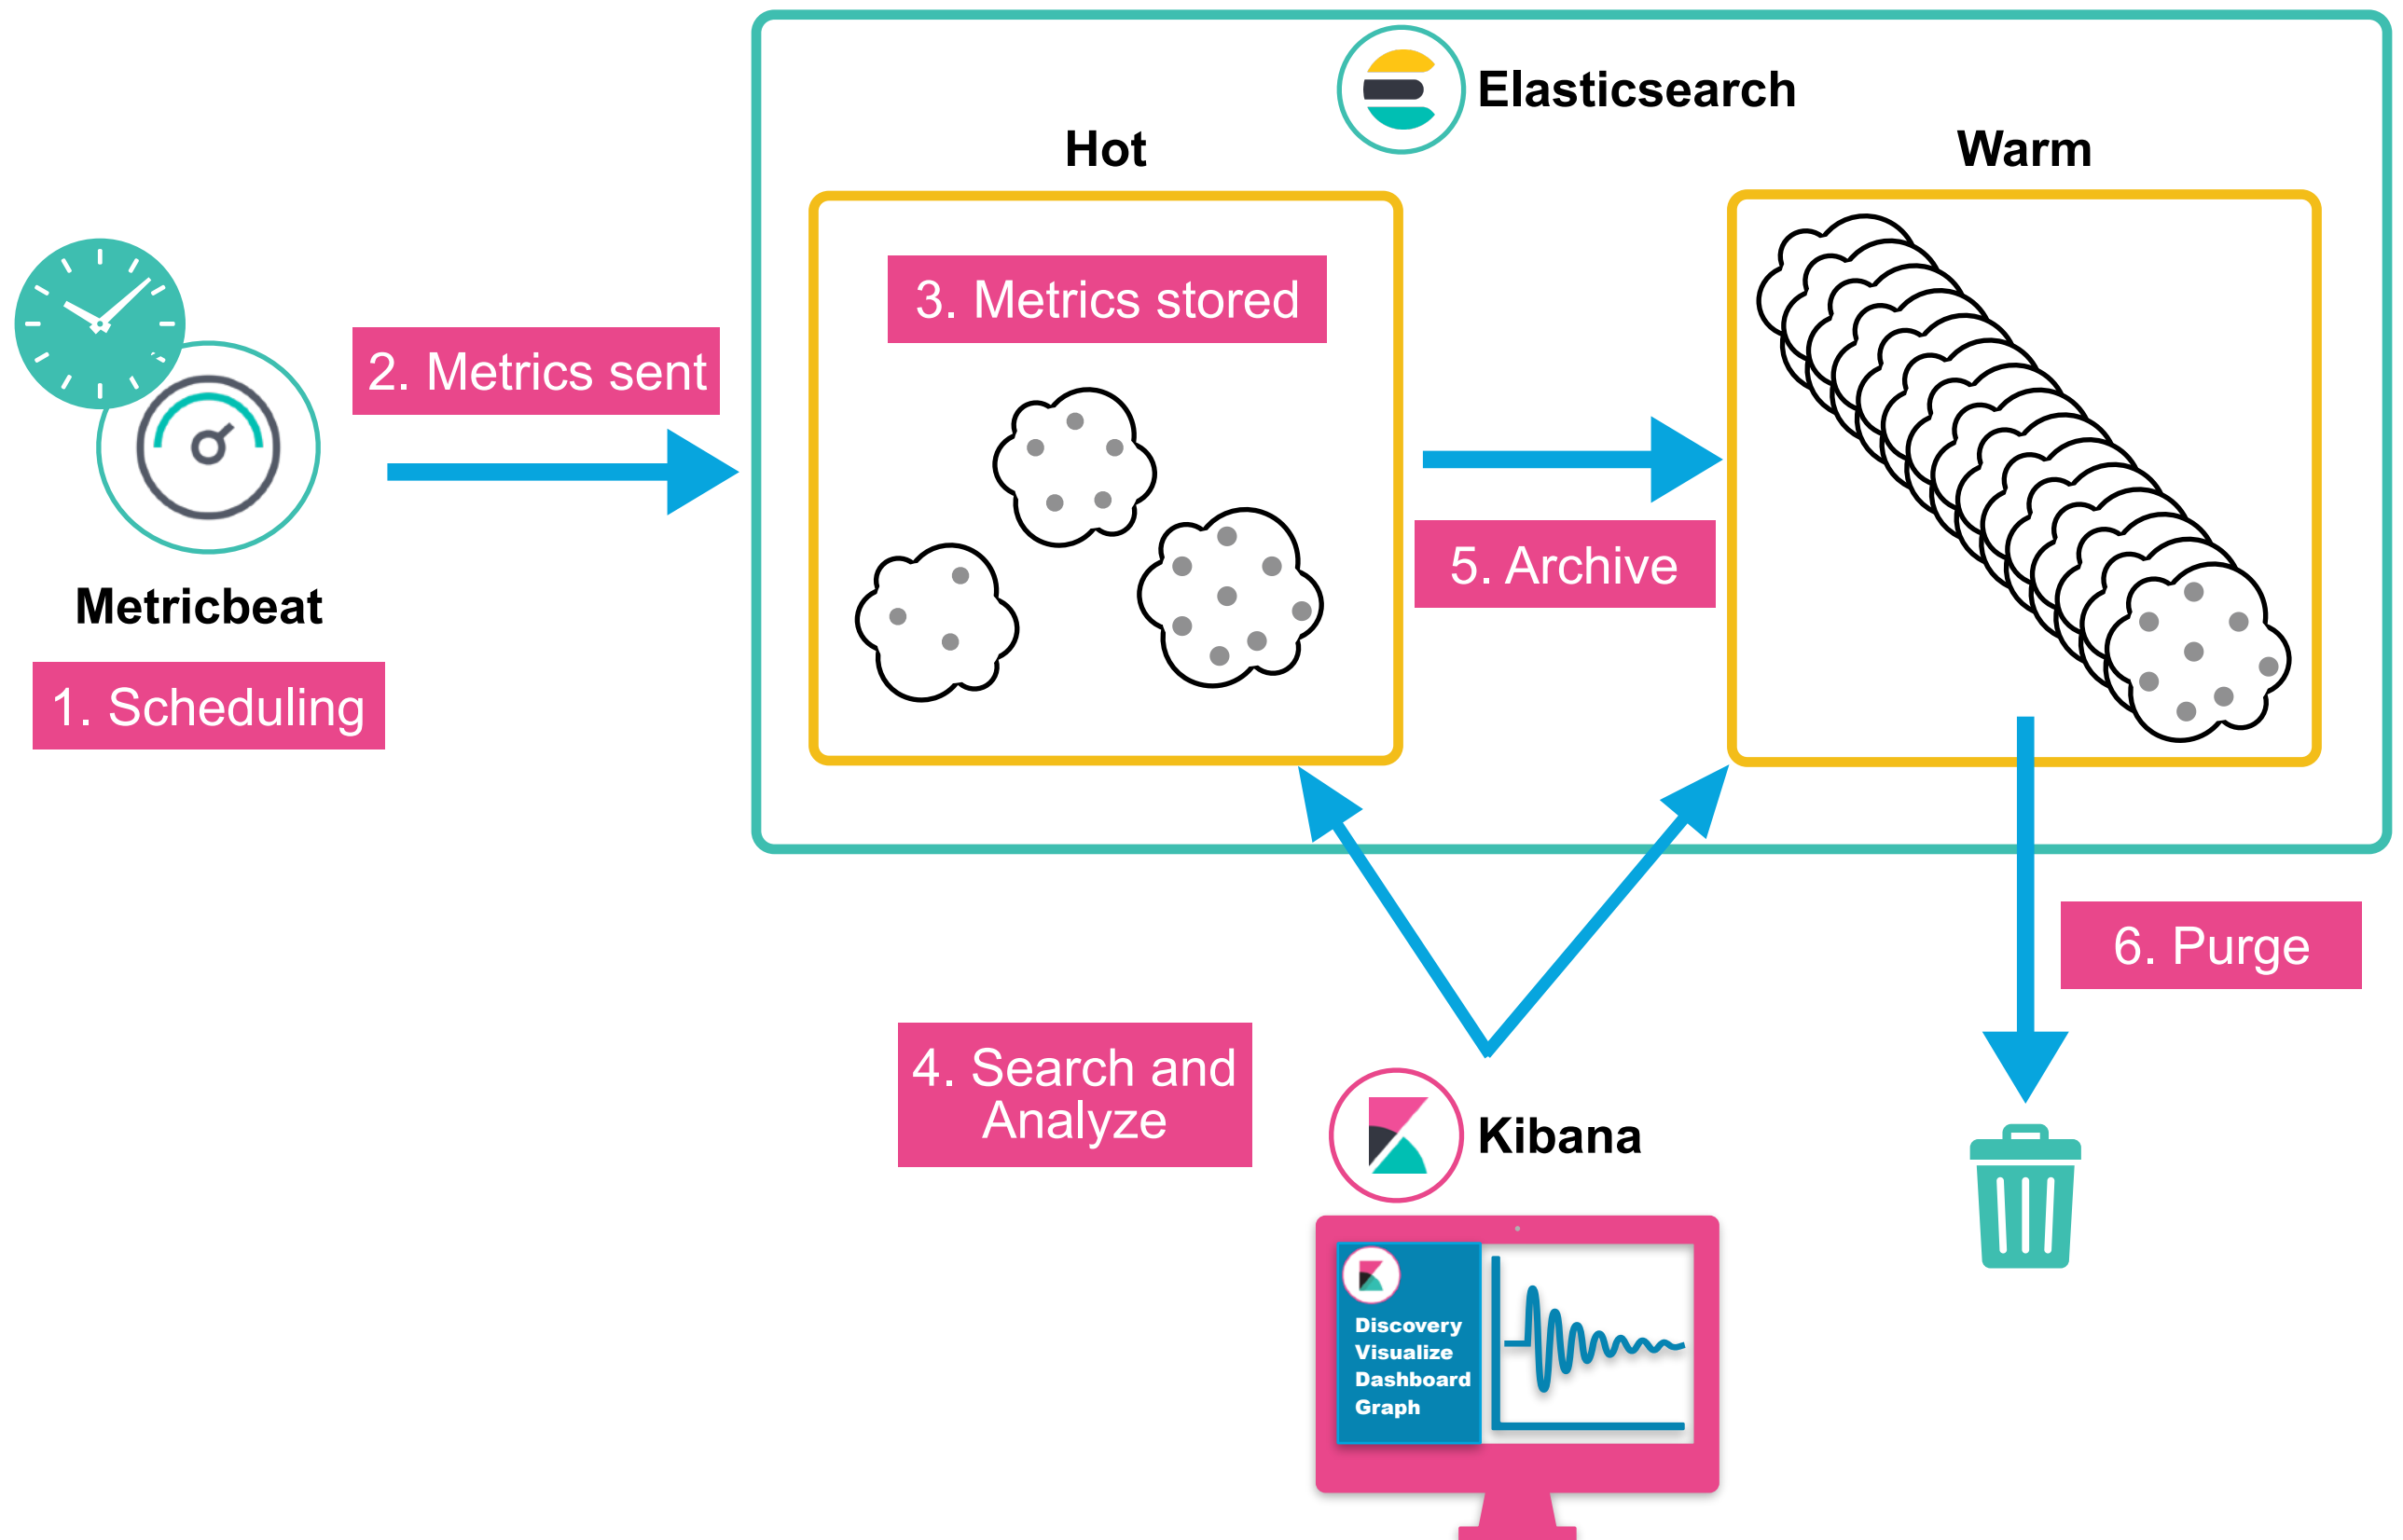 Elasticsearch
Hot
Warm
3. Metrics stored
2. Metrics sent
Metricbeat
1. Scheduling
5. Archive
6. Purge
4. Search and
Analyze
Kibana
Discovery
Visualize
Dashboard
Graph